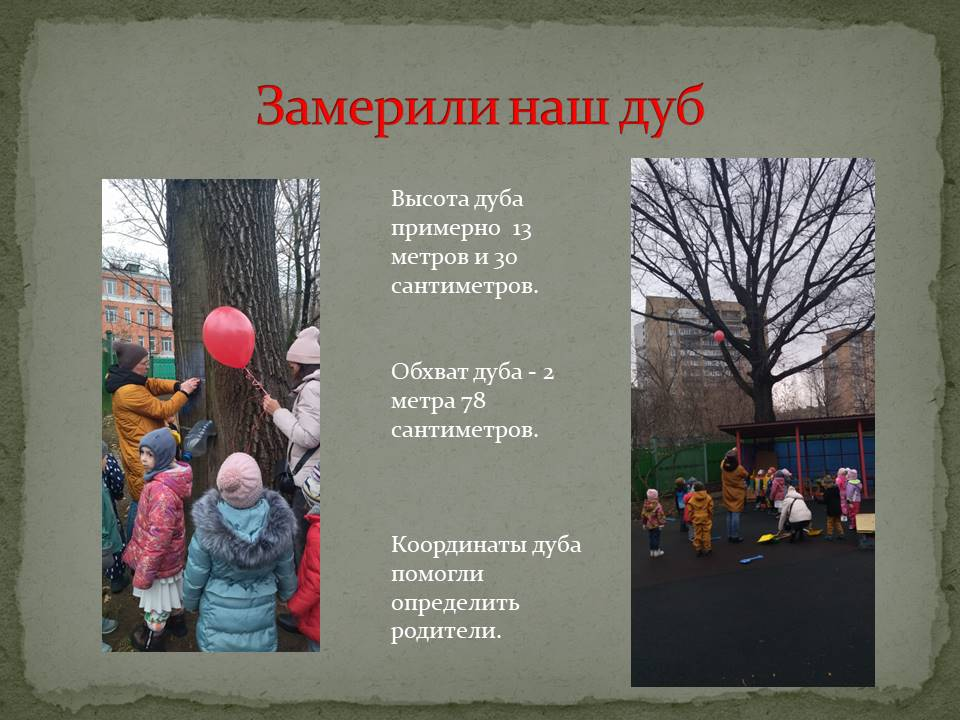 Замерили наш дуб
Высота дуба
примерно  13
метров и 30
сантиметров.
Обхват дуба - 2
метра 78
сантиметров.
Координаты дуба
помогли
определить
родители.